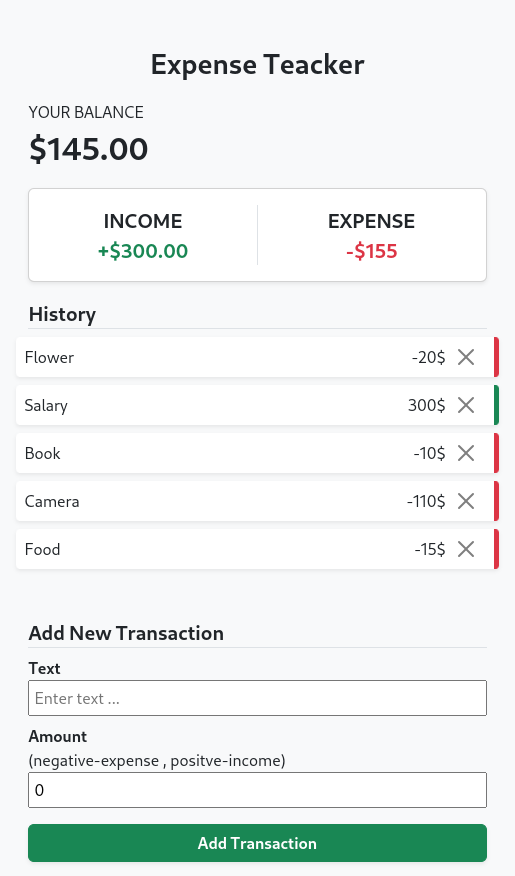 Expense Teacker
YOUR BALANCE
$145.00
INCOME
+$300.00
EXPENSE
-$155
History
Flower -20$
Salary 300$
Book -10$
Camera -110$
Food -15$
Add New Transaction
Text
Enter text ...
Amount
(negative-expense , positve-income)
0
Add Transaction